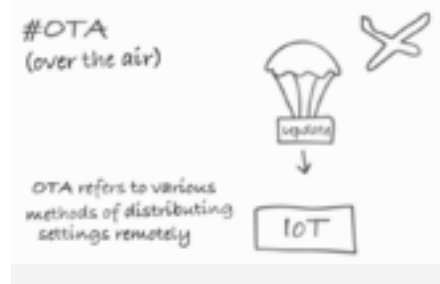 #OTA
(over the air)
update
OTA refers to various
methods of distributing
settings remotely
IOT